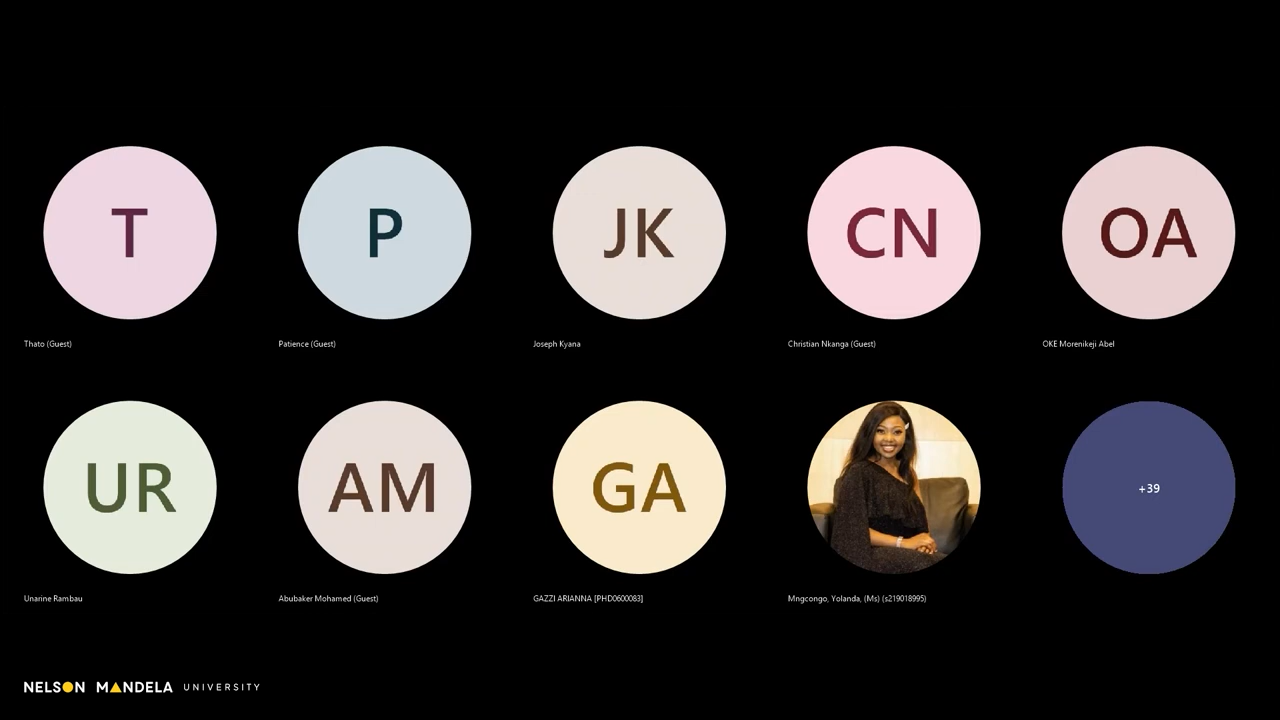 T
P
JK
CN
OA
Thato (Guest)
Patience (Guest)
Joseph Kyana
Christian Nkanga (Guest)
OKE Morenikeji Abel
UR
AM
GA
+39
Unarine Rambau
Abubaker Mohamed (Guest)
GAZZI ARIANNA [PHD0600083]
Mngcongo, Yolanda, (Ms) (s219018995)
NELSON MANDELA UNIVERSITY